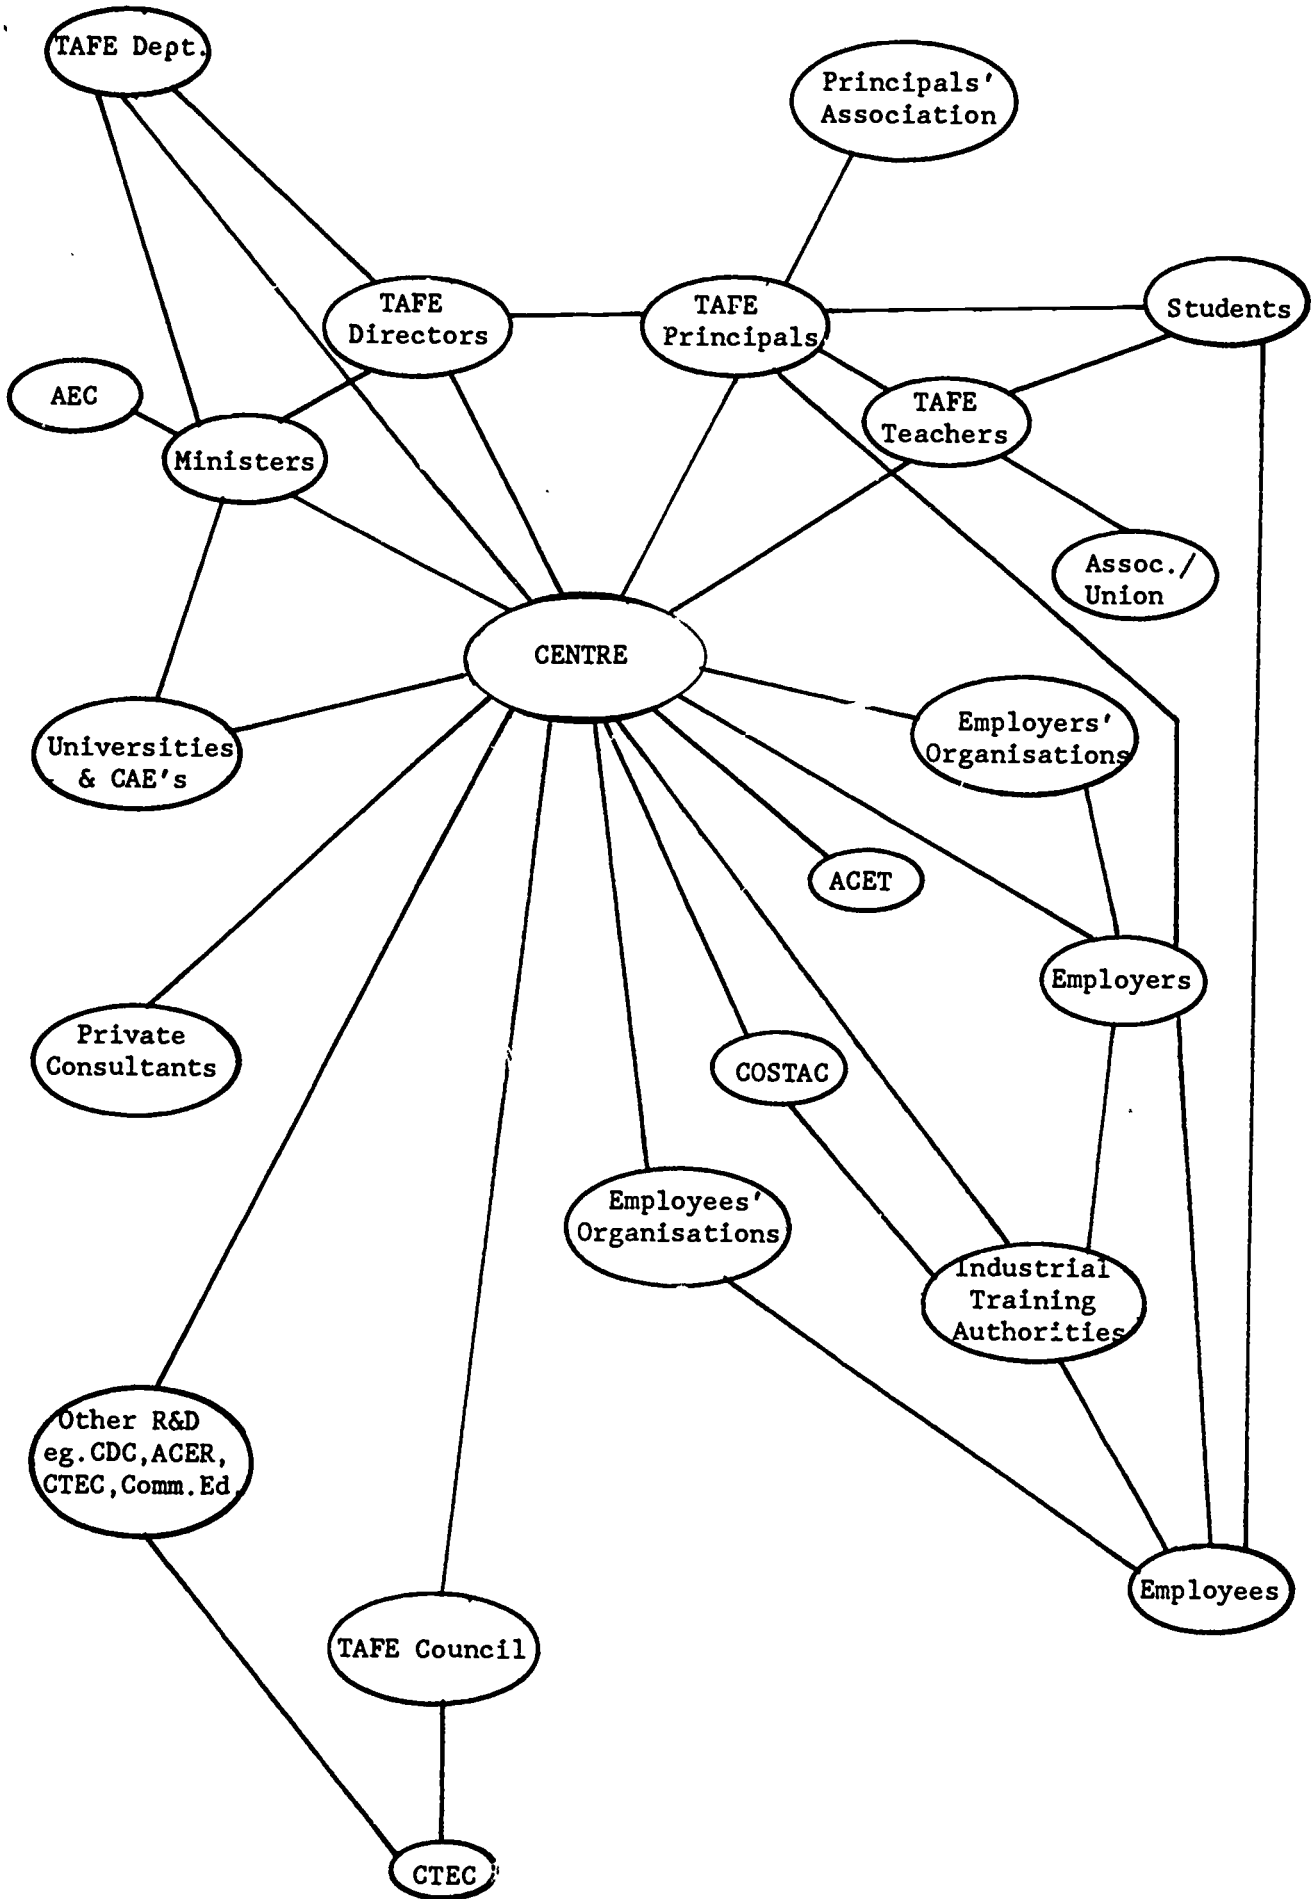 TAFE Dept.
Principals'
Association
TAFE
Directors
TAFE
Principals
Students
AEC
TAFE
Teachers
Ministers
Assoc./
Union
CENTRE
Employers'
Organisations
Universities
& CAE's
ACET
Employers
Private
Consultants
COSTAC
Employees'
Organisations
Industrial
Training
Authorities
Other R&D
eg.CDC,ACER,
CTEC,Comm.Ed.
Employees
TAFE Council
CTEC